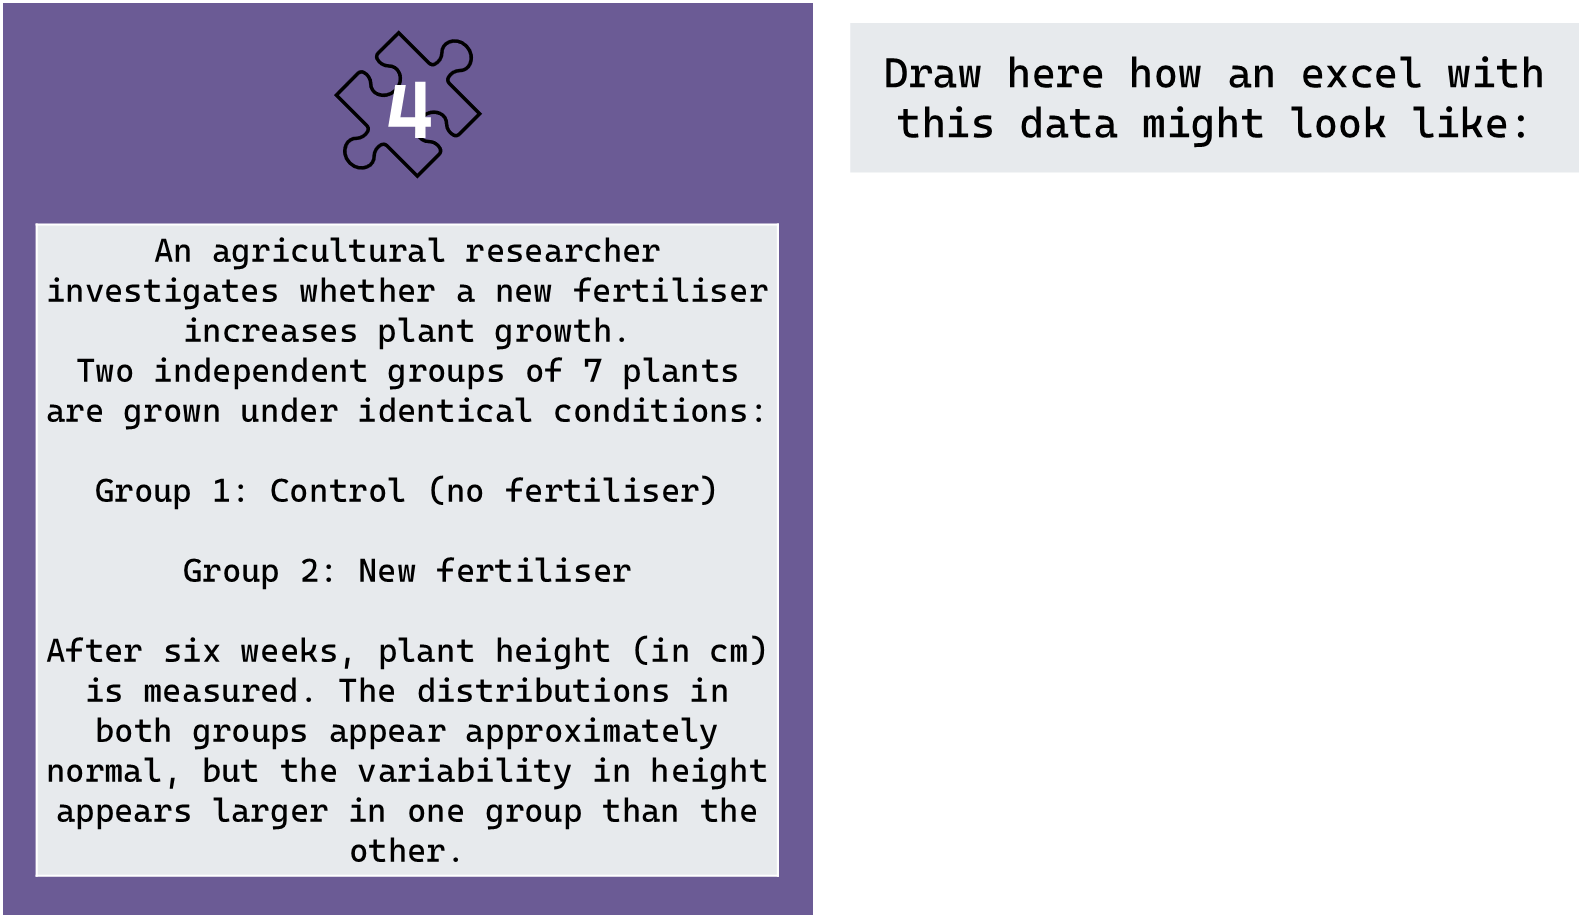 4
An agricultural researcher
investigates whether a new fertiliser
increases plant growth.
Two independent groups of 7 plants
are grown under identical conditions:
Group 1: Control (no fertiliser)
Group 2: New fertiliser
After six weeks, plant height (in cm)
is measured. The distributions in
both groups appear approximately
normal, but the variability in height
appears larger in one group than the
other.
Draw here how an excel with
this data might look like: